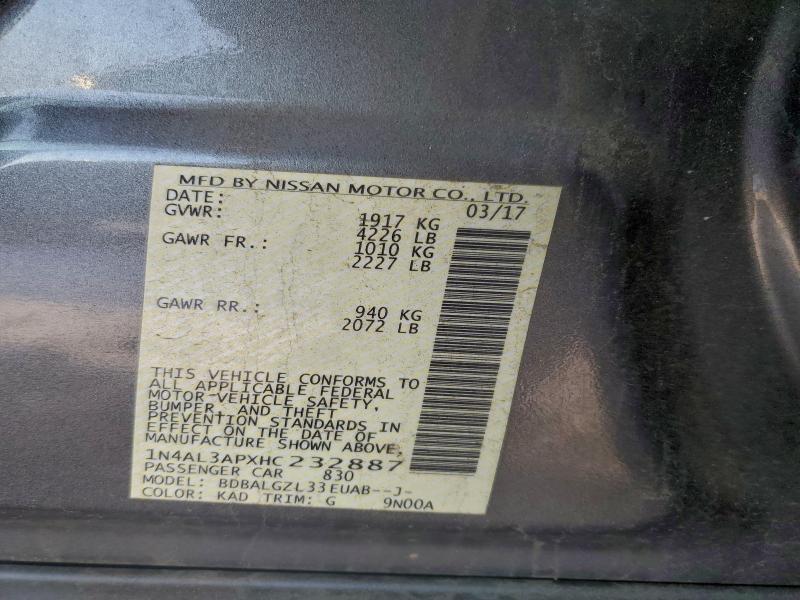 MFD BY NISSAN MOTOR CO., LTD.
DATE: 03/17
GVWR: 1917 KG
4226 LB
GAWR FR.: 1010 KG
2227 LB
GAWR RR.: 940 KG
2072 LB
THIS VEHICLE CONFORMS TO
ALL APPLICABLE FEDERAL
MOTOR-VEHICLE SAFETY,
BUMPER, AND THEFT
PREVENTION STANDARDS IN
EFFECT ON THE DATE OF
MANUFACTURE SHOWN ABOVE,
1N4AL3APXHC232887
PASSENGER CAR 830
MODEL: BDBALGZL33EUAB--J-
COLOR: KAD TRIM: G 9N00A